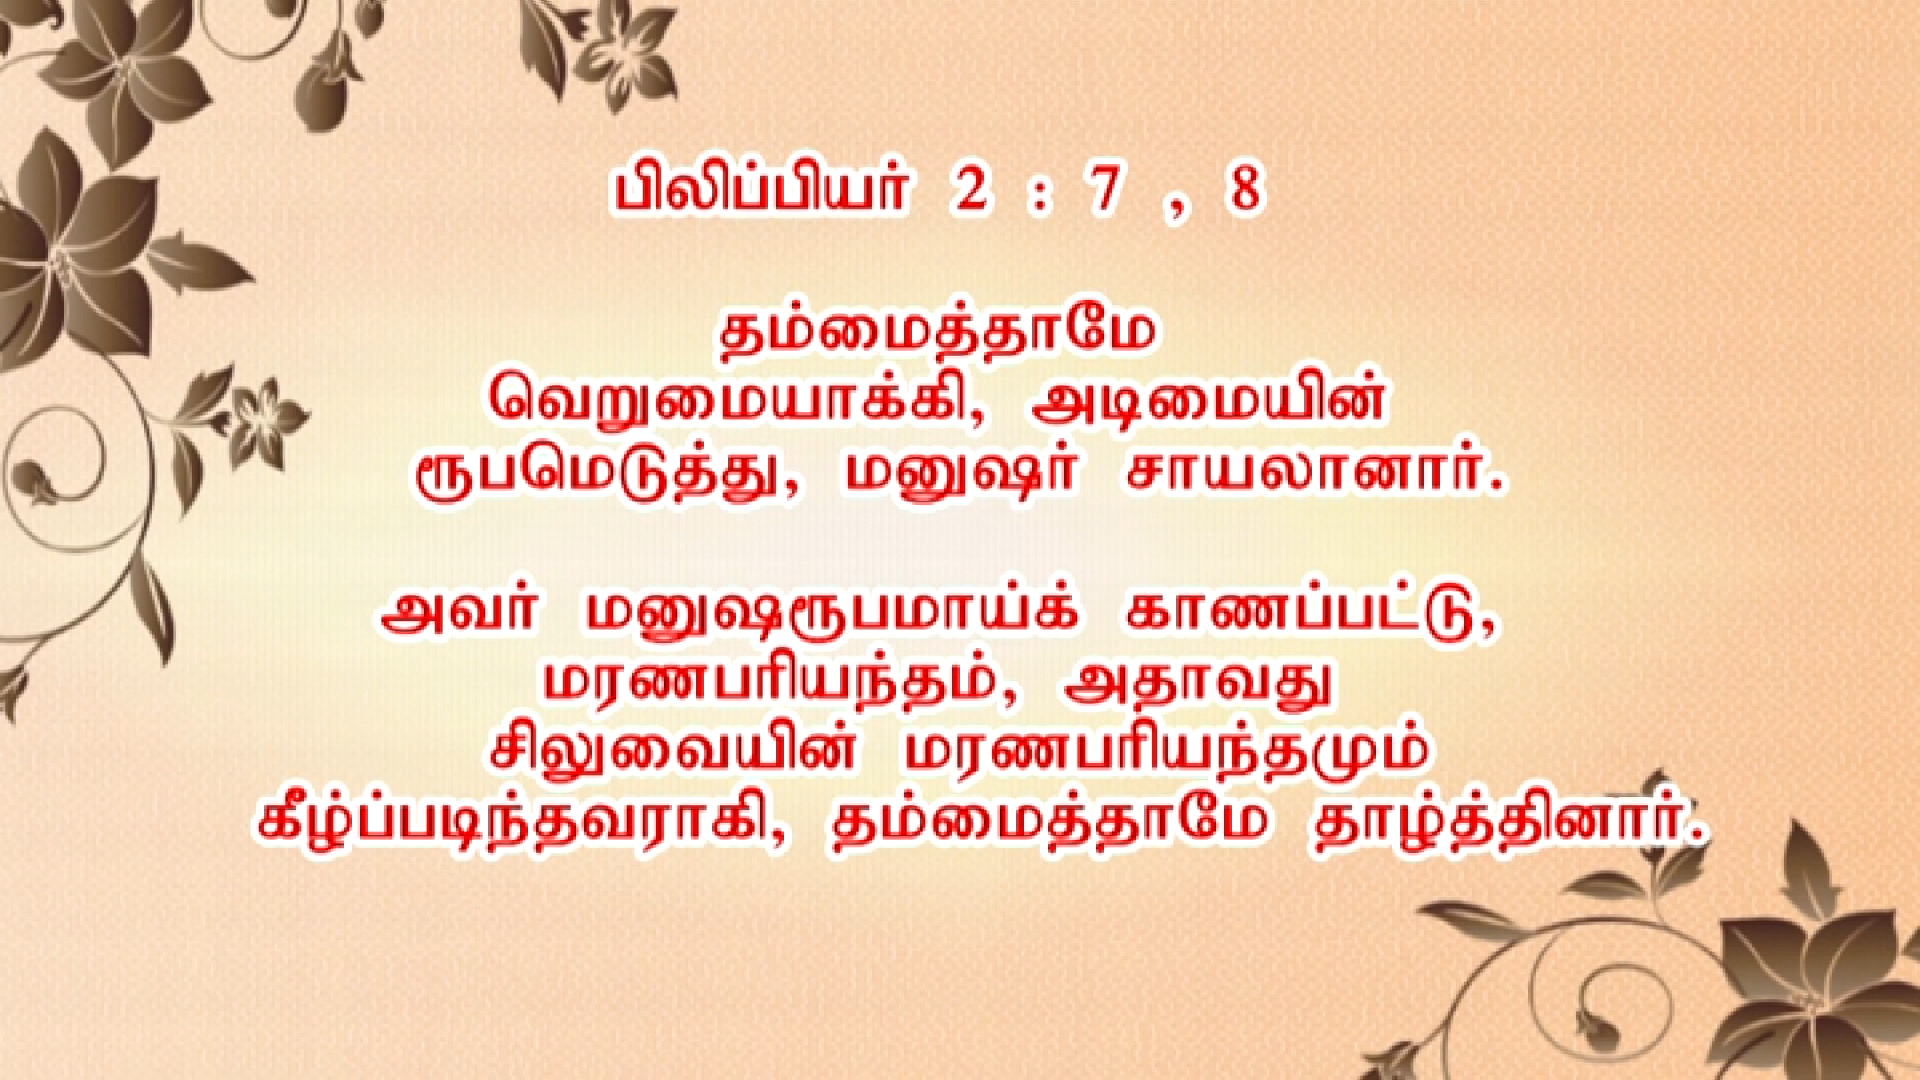 பிலிப்பியர் 2 : 7 , 8
தம்மைத்தாமே
வெறுமையாக்கி, அடிமையின்
ரூபமெடுத்து, மனுஷர் சாயலானார்.
அவர் மனுஷரூபமாய்க் காணப்பட்டு,
மரணபரியந்தம், அதாவது
சிலுவையின் மரணபரியந்தமும்
கீழ்ப்படிந்தவராகி, தம்மைத்தாமே தாழ்த்தினார்.